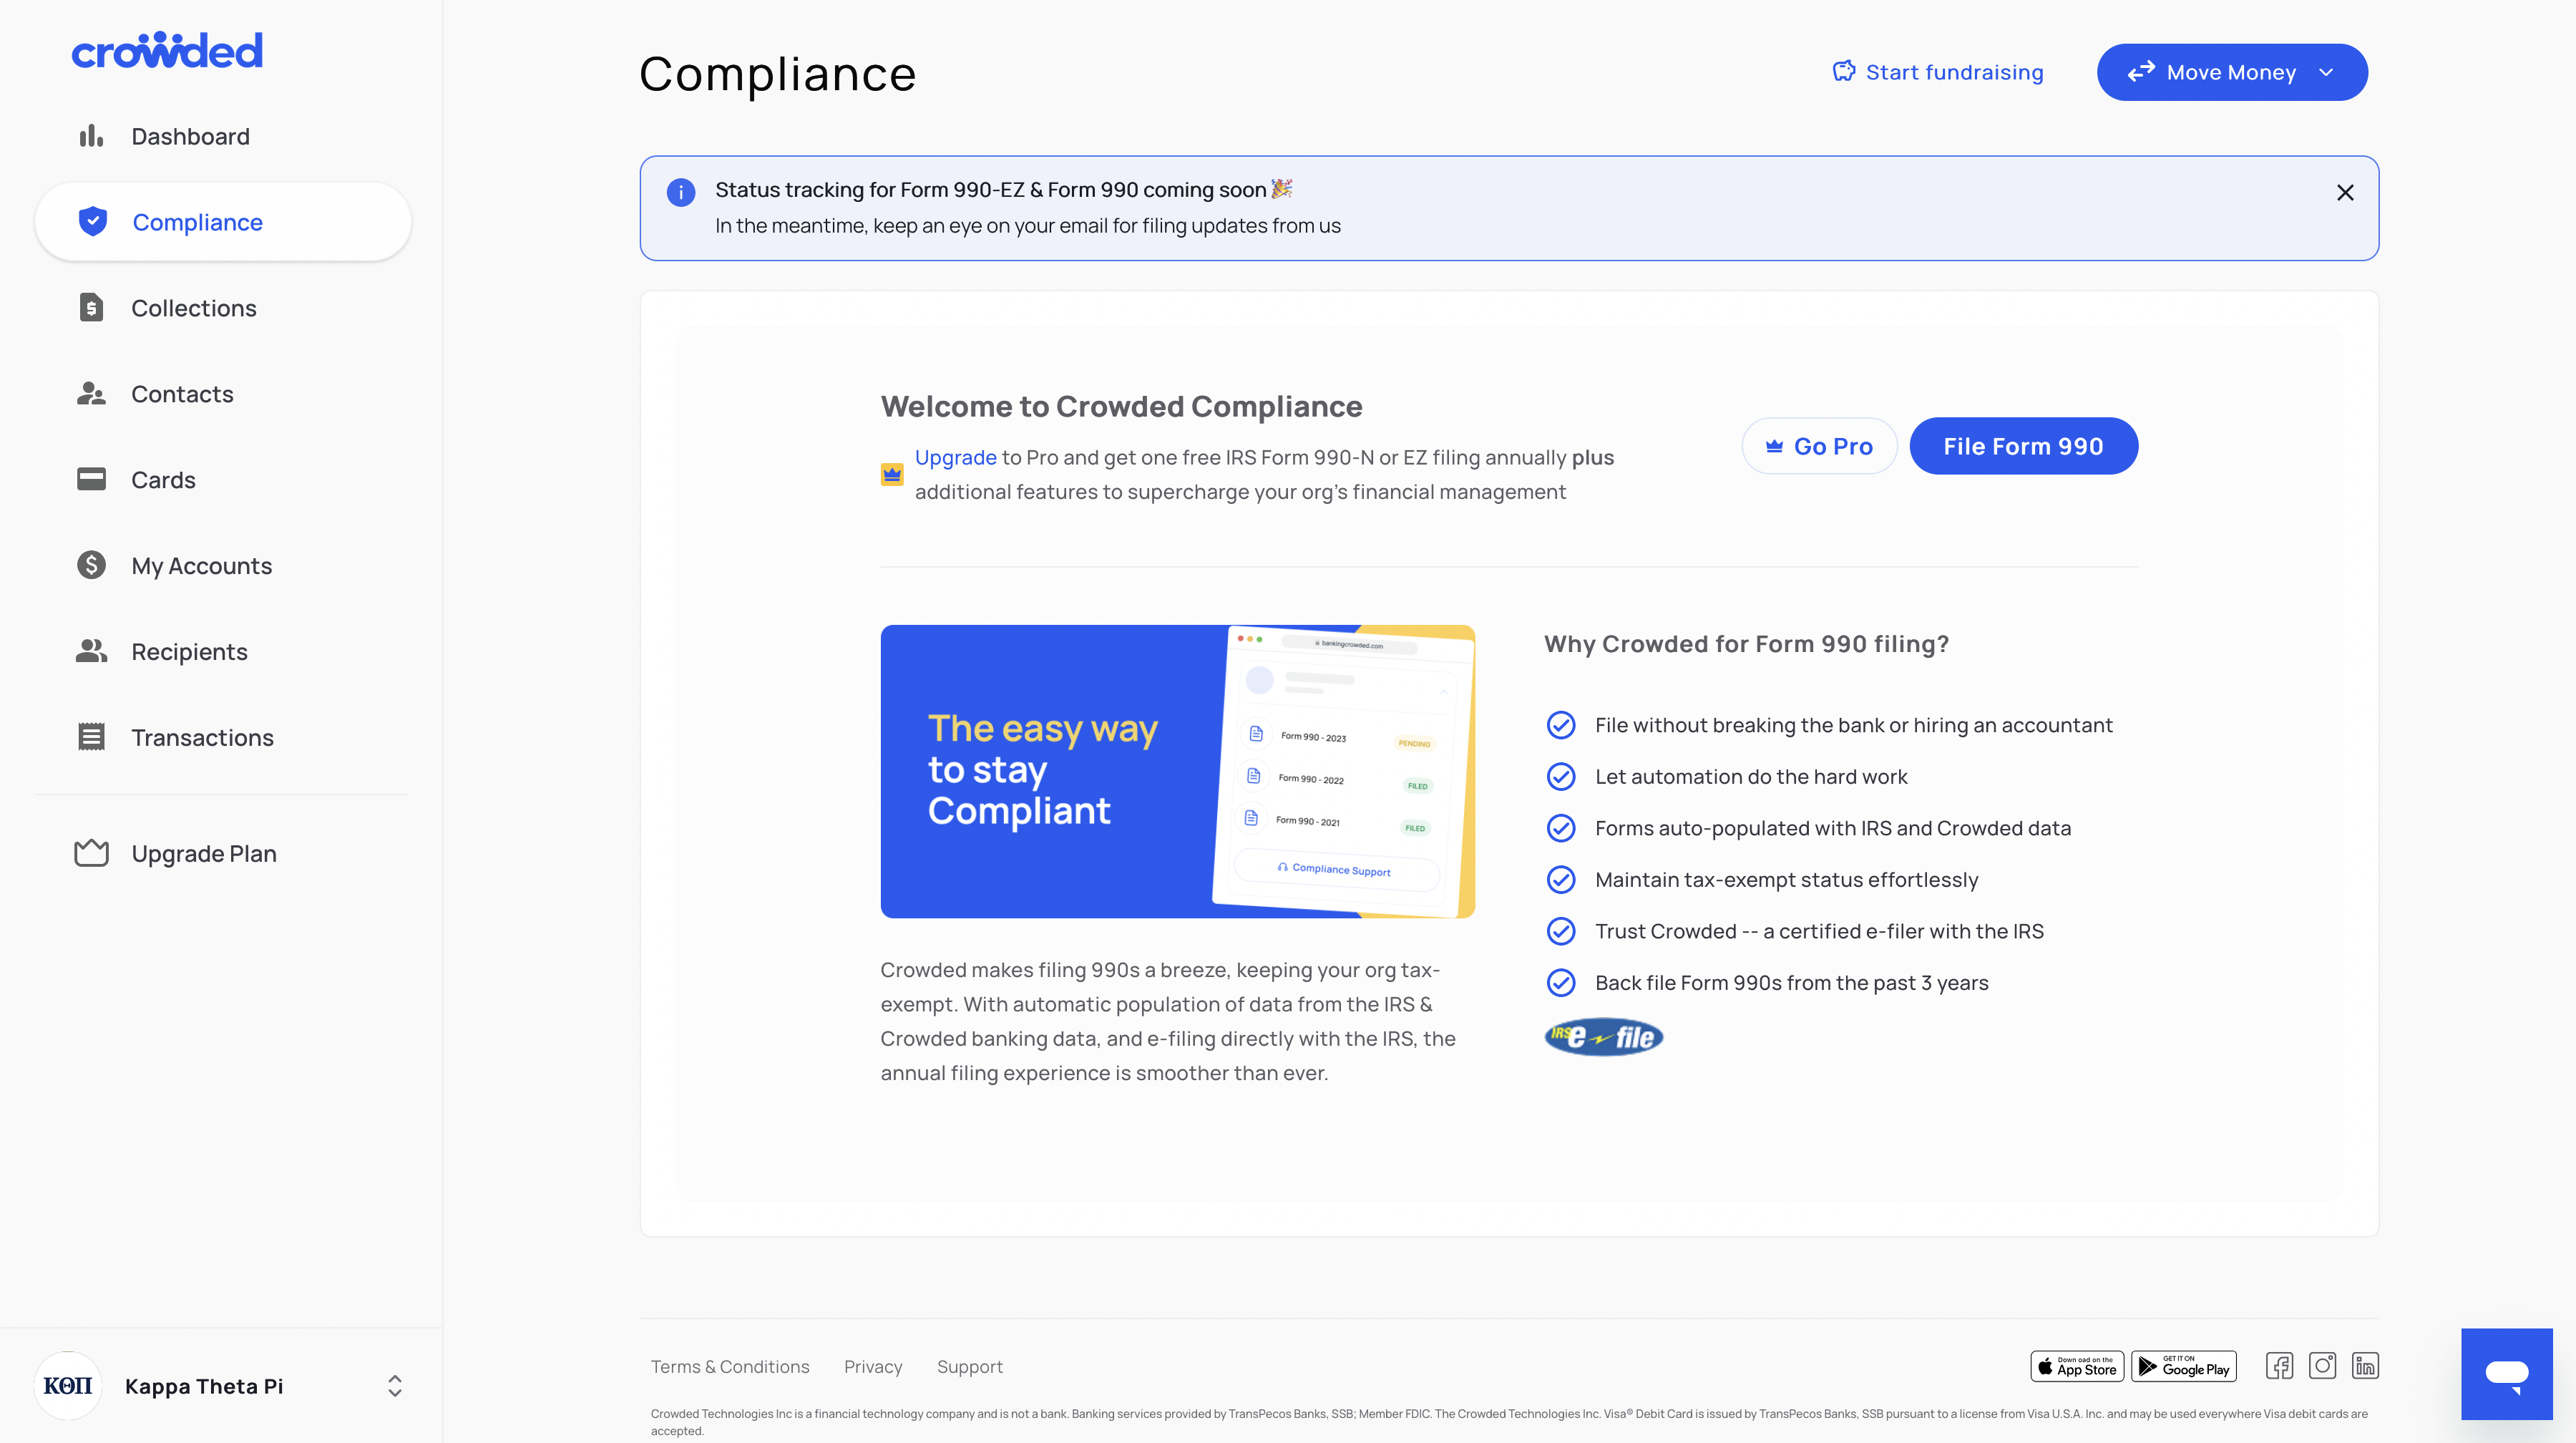 crowded
Dashboard
Compliance
Collections
Contacts
Cards
My Accounts
Recipients
Transactions
Upgrade Plan
ΚΘΠ
Kappa Theta Pi
Compliance
Start fundraising
Move Money
Status tracking for Form 990-EZ & Form 990 coming soon 🎉
In the meantime, keep an eye on your email for filing updates from us
Welcome to Crowded Compliance
Upgrade to Pro and get one free IRS Form 990-N or EZ filing annually plus
additional features to supercharge your org's financial management
Go Pro
File Form 990
The easy way
to stay
Compliant
bankingcrowded.com
Form 990 - 2023
PENDING
Form 990 - 2022
FILED
Form 990 - 2021
FILED
Compliance Support
Crowded makes filing 990s a breeze, keeping your org tax-
exempt. With automatic population of data from the IRS &
Crowded banking data, and e-filing directly with the IRS, the
annual filing experience is smoother than ever.
Why Crowded for Form 990 filing?
File without breaking the bank or hiring an accountant
Let automation do the hard work
Forms auto-populated with IRS and Crowded data
Maintain tax-exempt status effortlessly
Trust Crowded -- a certified e-filer with the IRS
Back file Form 990s from the past 3 years
IRS e file
Terms & Conditions
Privacy
Support
Download on the
App Store
GET IT ON
Google Play
Crowded Technologies Inc is a financial technology company and is not a bank. Banking services provided by TransPecos Banks, SSB; Member FDIC. The Crowded Technologies Inc. Visa® Debit Card is issued by TransPecos Banks, SSB pursuant to a license from Visa U.S.A. Inc. and may be used everywhere Visa debit cards are
accepted.